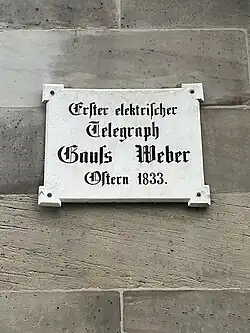 Erster elektrischer
Telegraph
Gauſs Weber
Oſtern 1833.